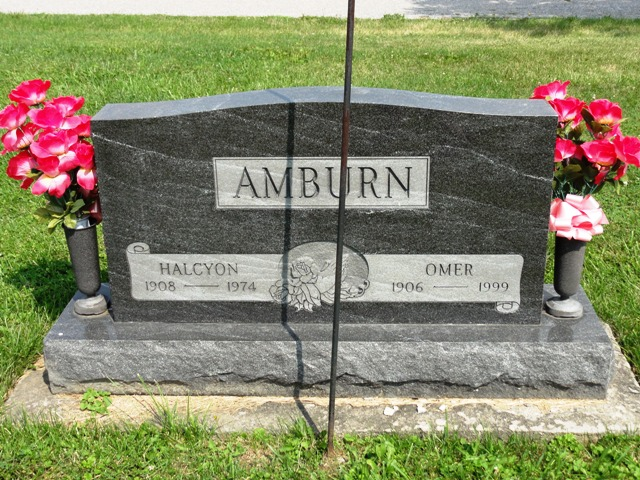 AMBURN
HALCYON
1908 — 1974
OMER
1906 — 1999